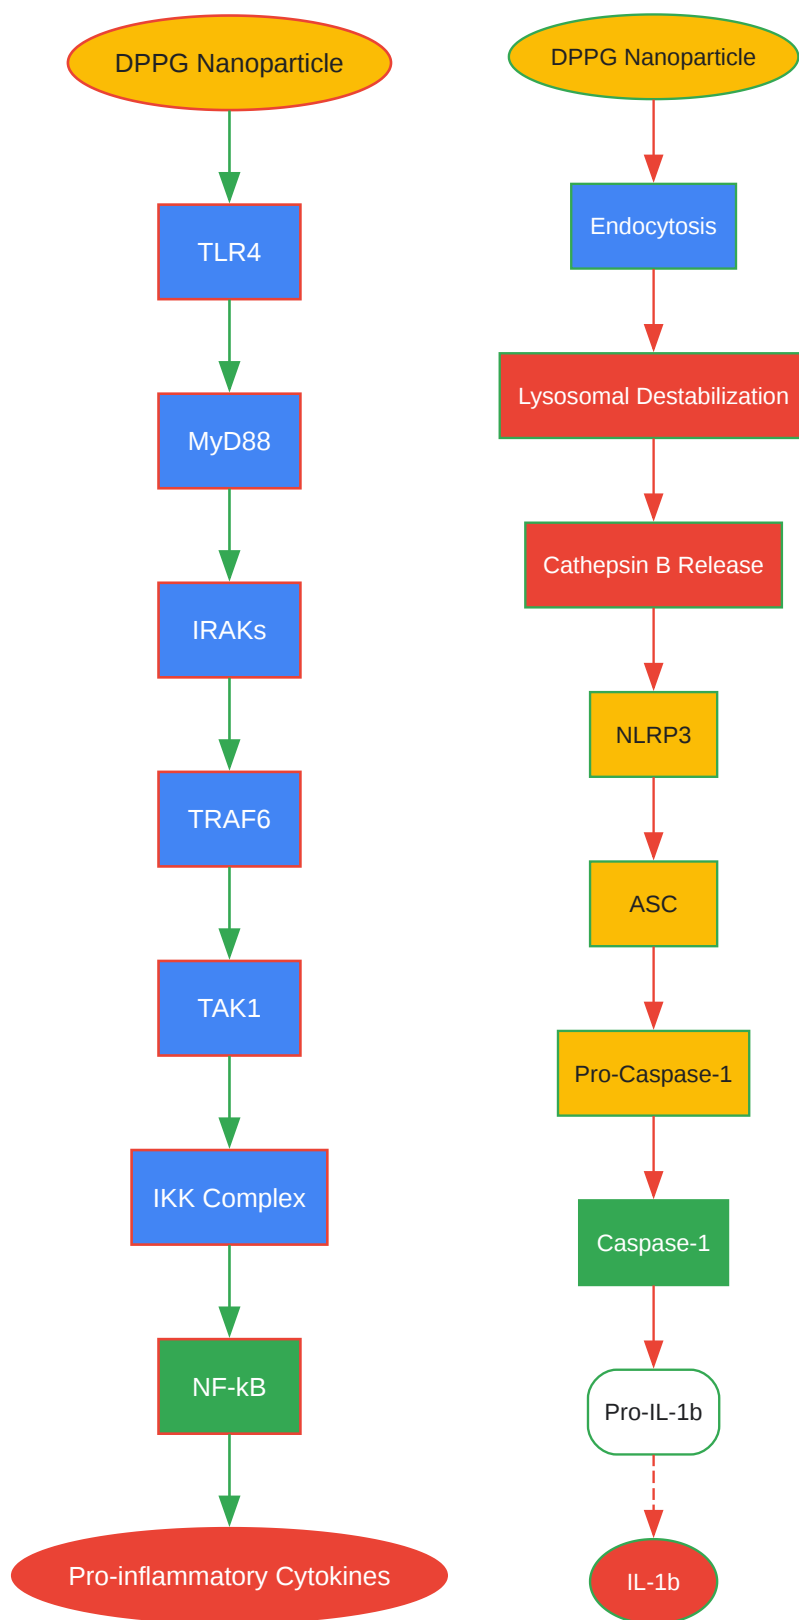 DPPG Nanoparticle
TLR4
MyD88
IRAKs
TRAF6
TAK1
IKK Complex
NF-kB
Pro-inflammatory Cytokines
DPPG Nanoparticle
Endocytosis
Lysosomal Destabilization
Cathepsin B Release
NLRP3
ASC
Pro-Caspase-1
Caspase-1
Pro-IL-1b
IL-1b